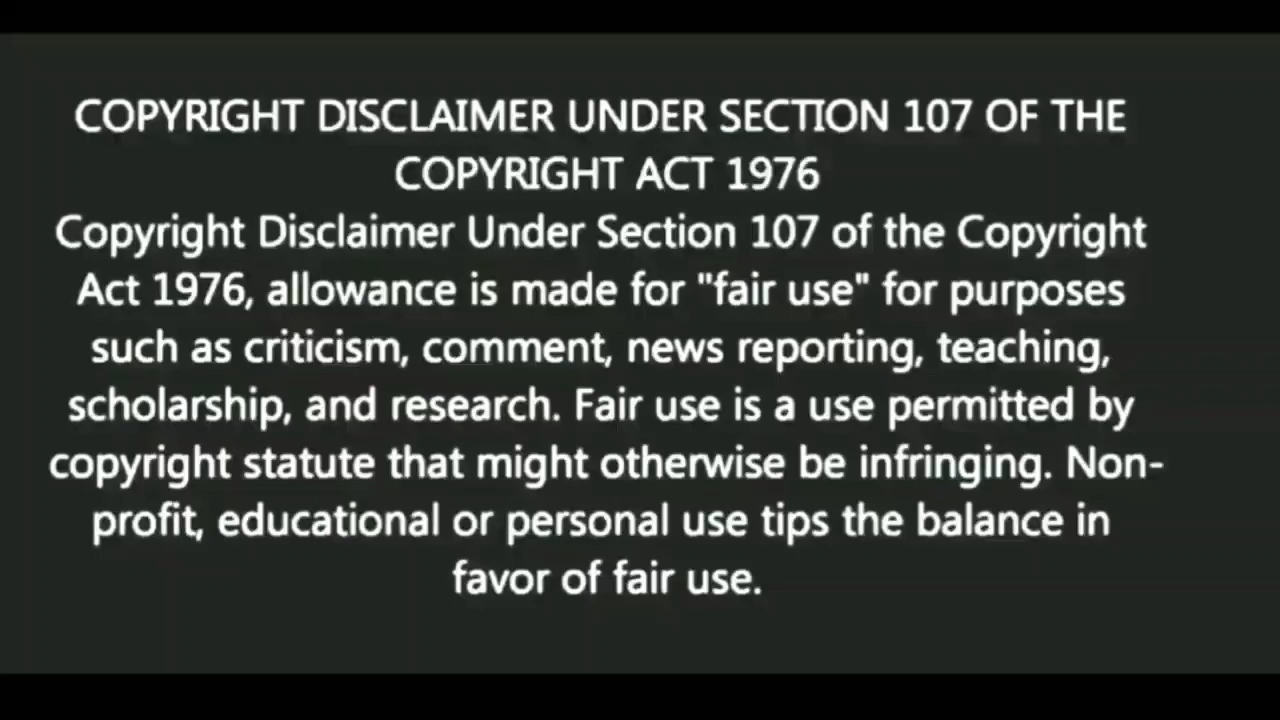 COPYRIGHT DISCLAIMER UNDER SECTION 107 OF THE
COPYRIGHT ACT 1976
Copyright Disclaimer Under Section 107 of the Copyright
Act 1976, allowance is made for "fair use" for purposes
such as criticism, comment, news reporting, teaching,
scholarship, and research. Fair use is a use permitted by
copyright statute that might otherwise be infringing. Non-
profit, educational or personal use tips the balance in
favor of fair use.